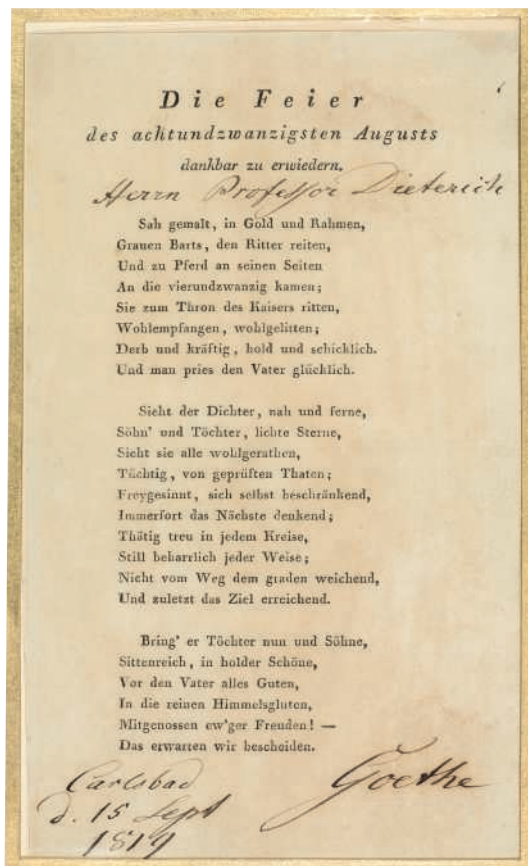 Die Feier
des achtundzwanzigsten Augusts
dankbar zu erwiedern.
Herrn Professor Dieterich
Sah gemalt, in Gold und Rahmen,
Grauen Barts, den Ritter reiten,
Und zu Pferd an seinen Seiten
An die vierundzwanzig kamen;
Sie zum Thron des Kaisers ritten,
Wohlempfangen, wohlgelitten;
Derb und kräftig, hold und schicklich.
Und man pries den Vater glücklich.
Sieht der Dichter, nah und ferne,
Söhn' und Töchter, lichte Sterne,
Sieht sie alle wohlgerathen,
Tüchtig, von geprüften Thaten;
Freygesinnt, sich selbst beschränkend,
Immerfort das Nächste denkend;
Thätig treu in jedem Kreise,
Still beharrlich jeder Weise;
Nicht vom Weg dem graden weichend,
Und zuletzt das Ziel erreichend.
Bring' er Töchter nun und Söhne,
Sittenreich, in holder Schöne,
Vor den Vater alles Guten,
In die reinen Himmelsgluten,
Mitgenossen ew'ger Freuden! —
Das erwarten wir bescheiden.
Carlsbad Goethe
d. 15 Sept
1819